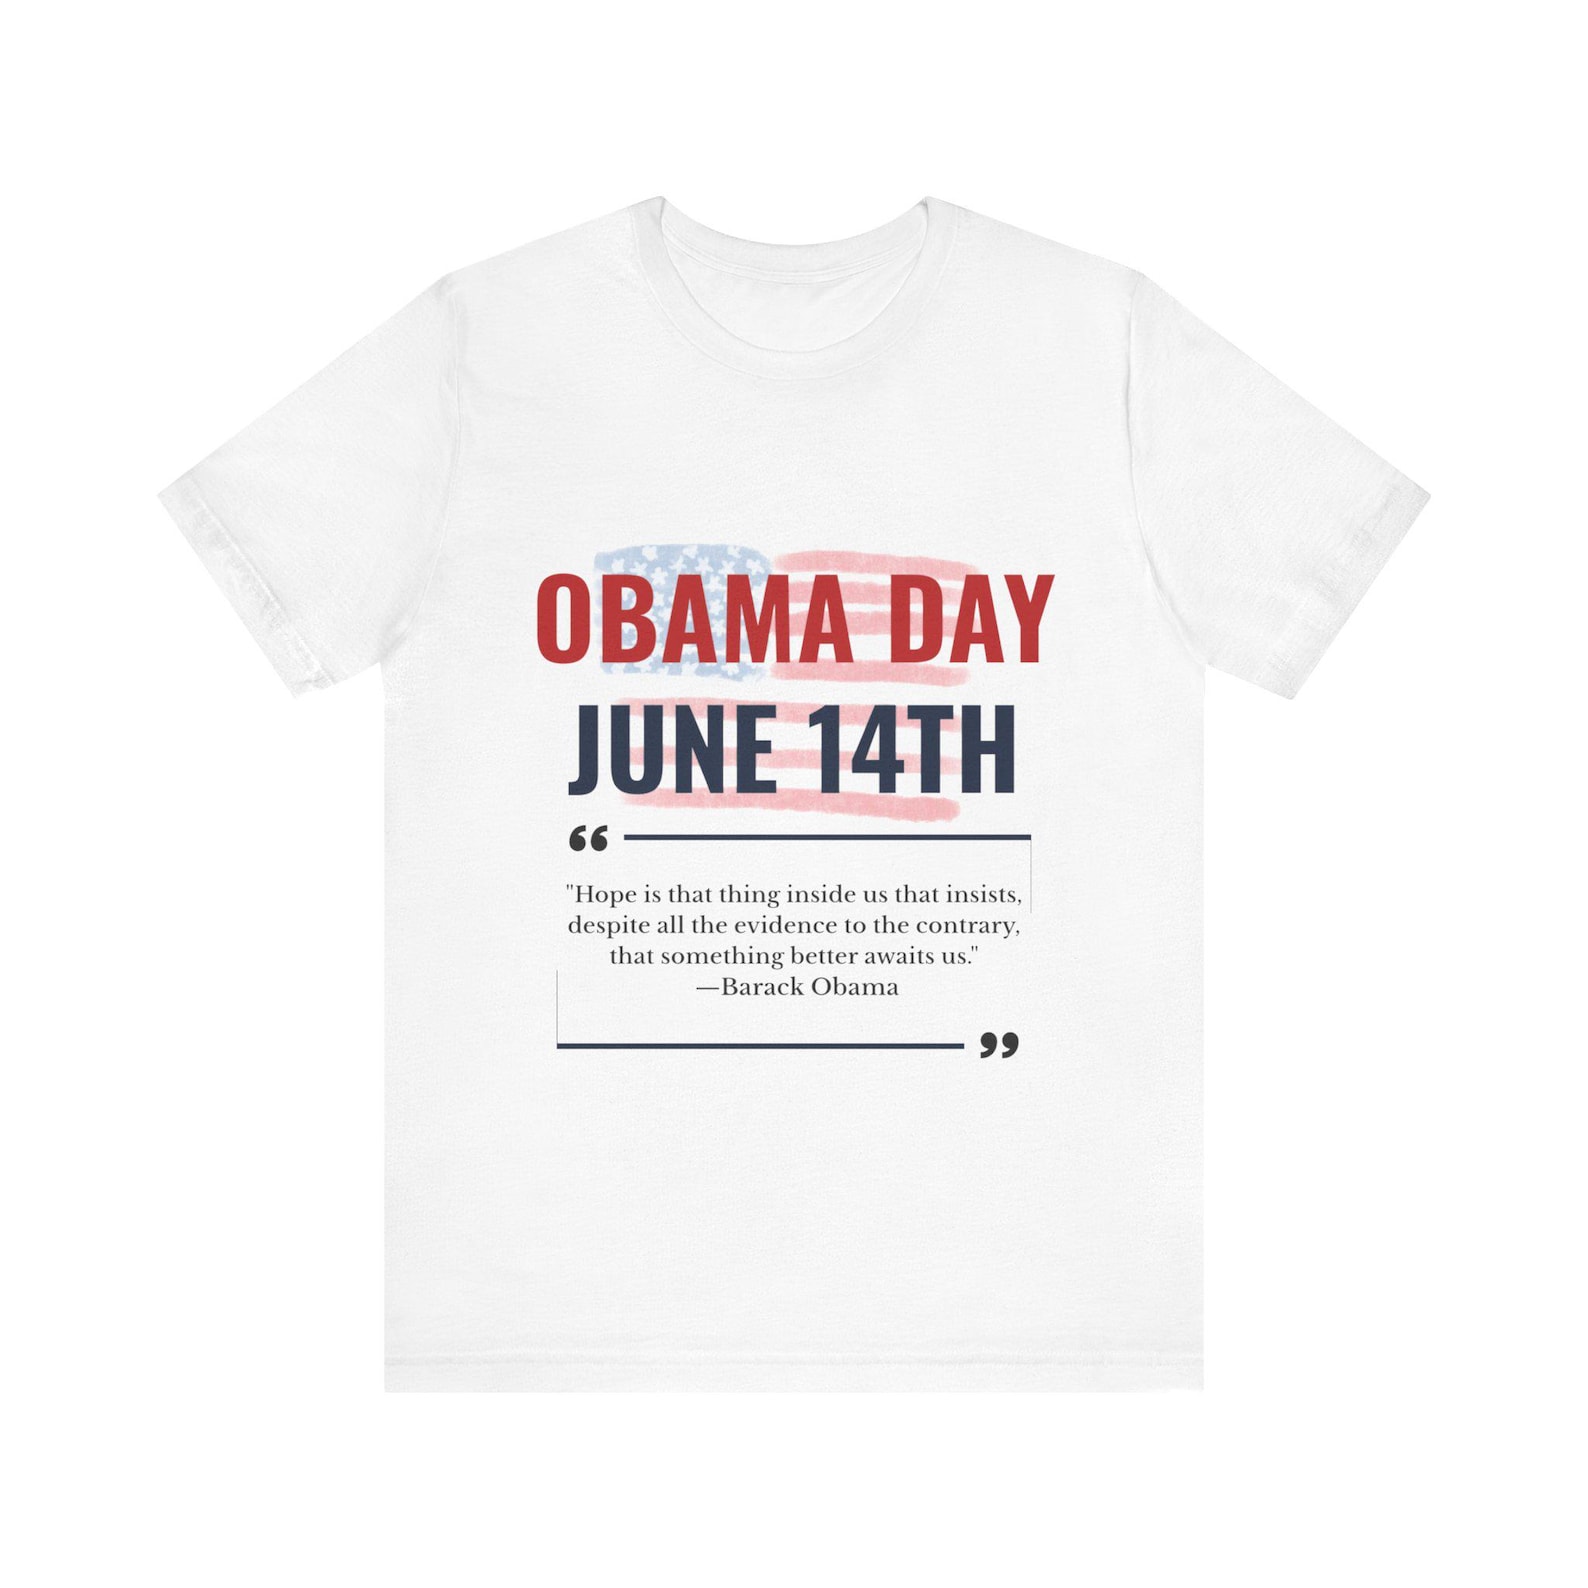 OBAMA DAY
JUNE 14TH
“
"Hope is that thing inside us that insists,
despite all the evidence to the contrary,
that something better awaits us."
—Barack Obama
”